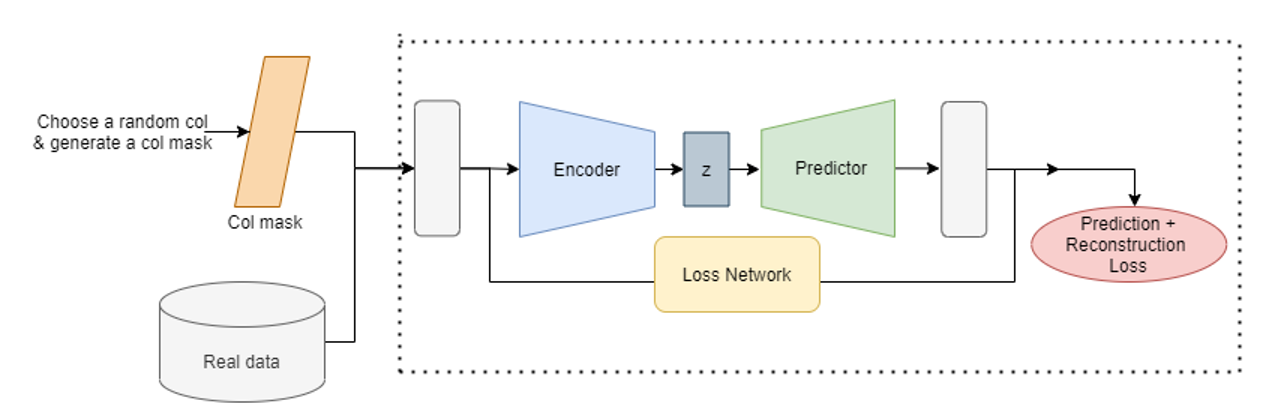 Choose a random col
& generate a col mask
Col mask
Real data
Encoder
z
Predictor
Loss Network
Prediction +
Reconstruction
Loss